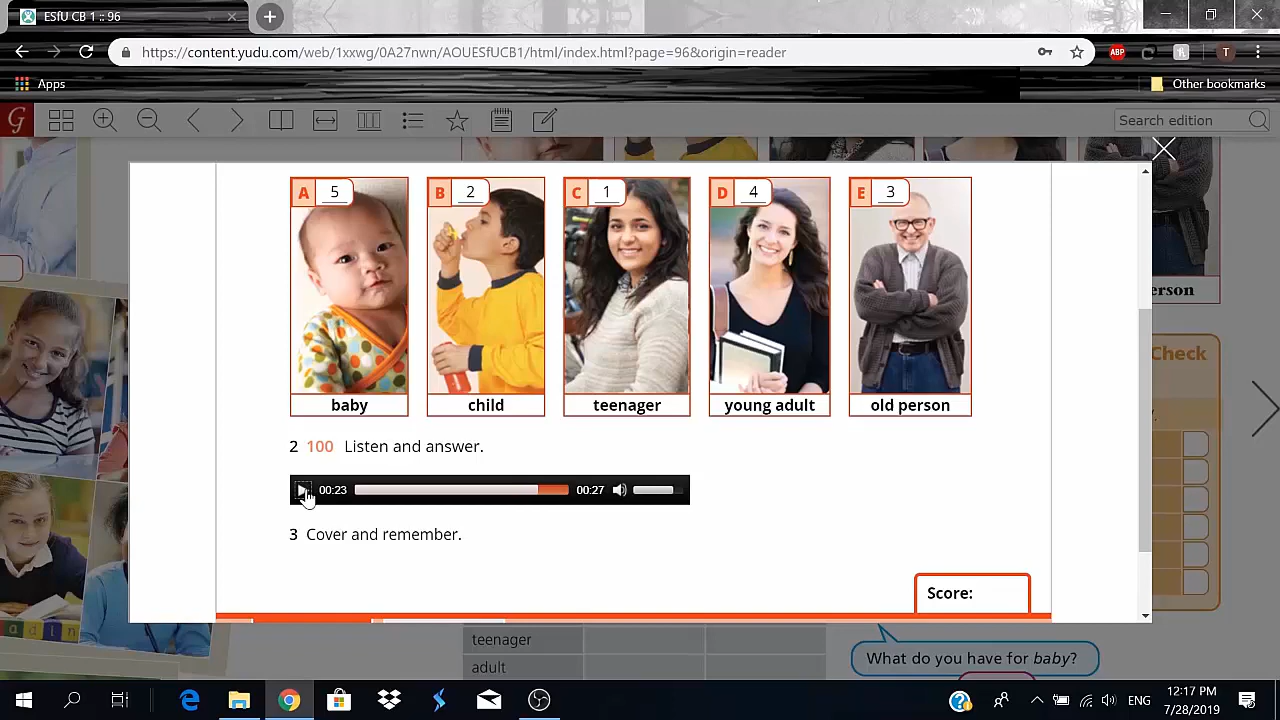 ESfU CB 1 :: 96
https://content.yudu.com/web/1xxwg/0A27nwn/AOUESfUCB1/html/index.html?page=96&origin=reader
ABP
T
Apps
Other bookmarks
G
Search edition
A 5
B 2
C 1
D 4
E 3
baby
child
teenager
young adult
old person
erson
Check
2 100 Listen and answer.
00:23
00:27
3 Cover and remember.
Score:
teenager
adult
What do you have for baby?
ENG
12:17 PM
7/28/2019